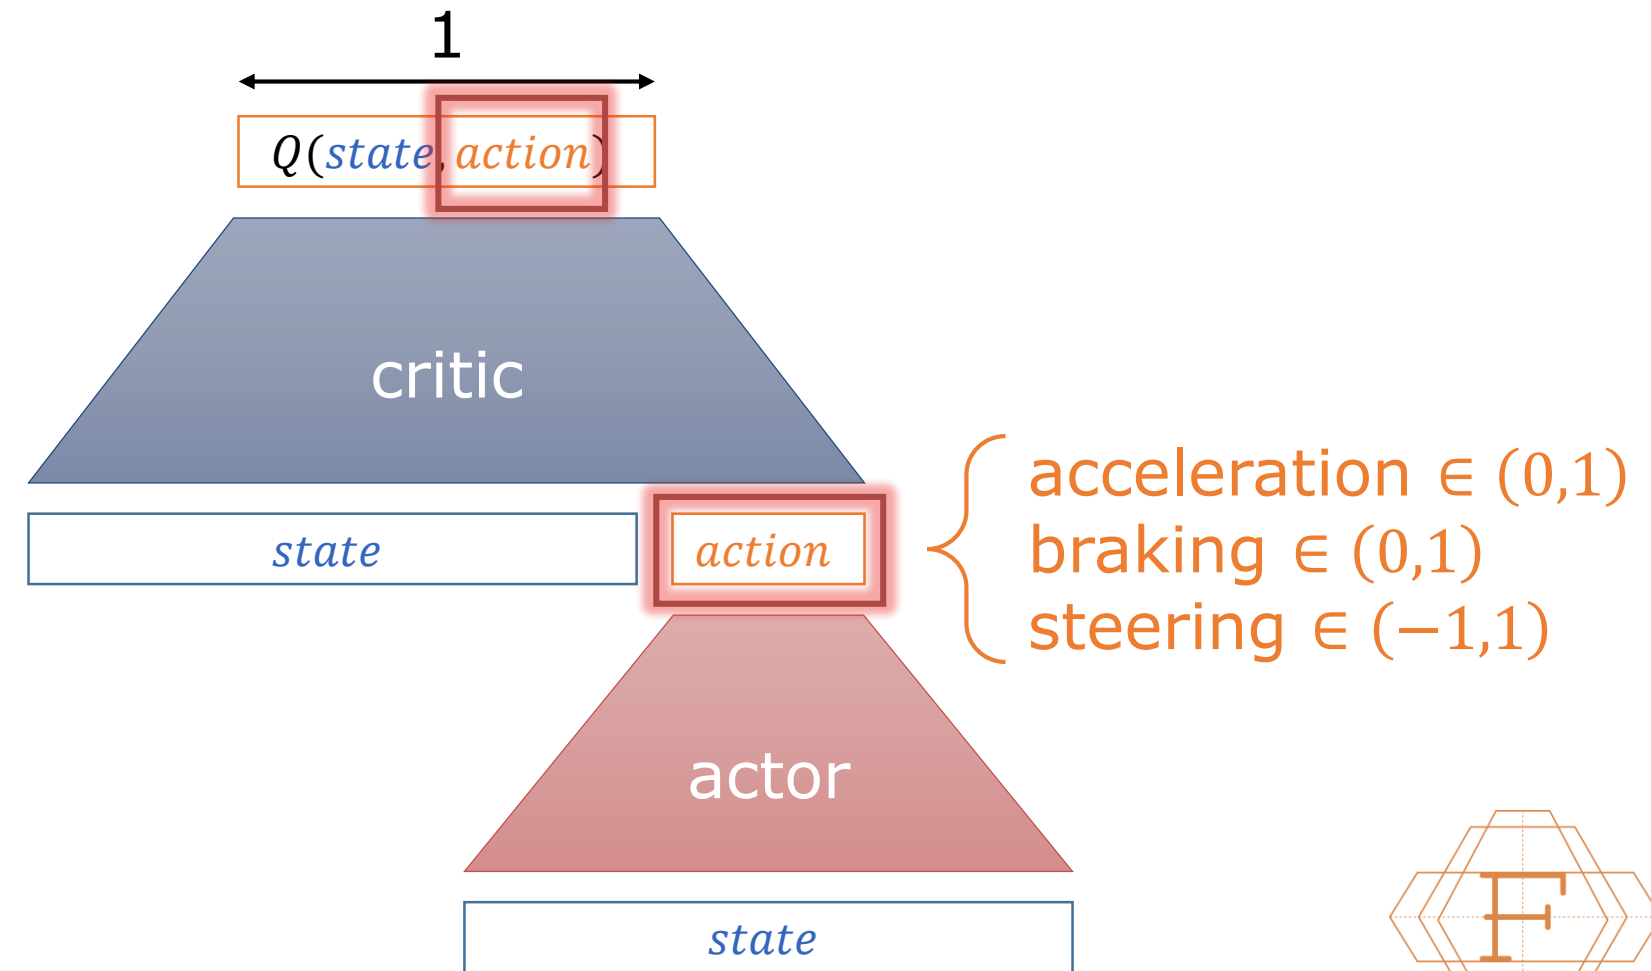 1
Q(state, action)
critic
state
action
acceleration ∈ (0,1)
braking ∈ (0,1)
steering ∈ (−1,1)
actor
state
F